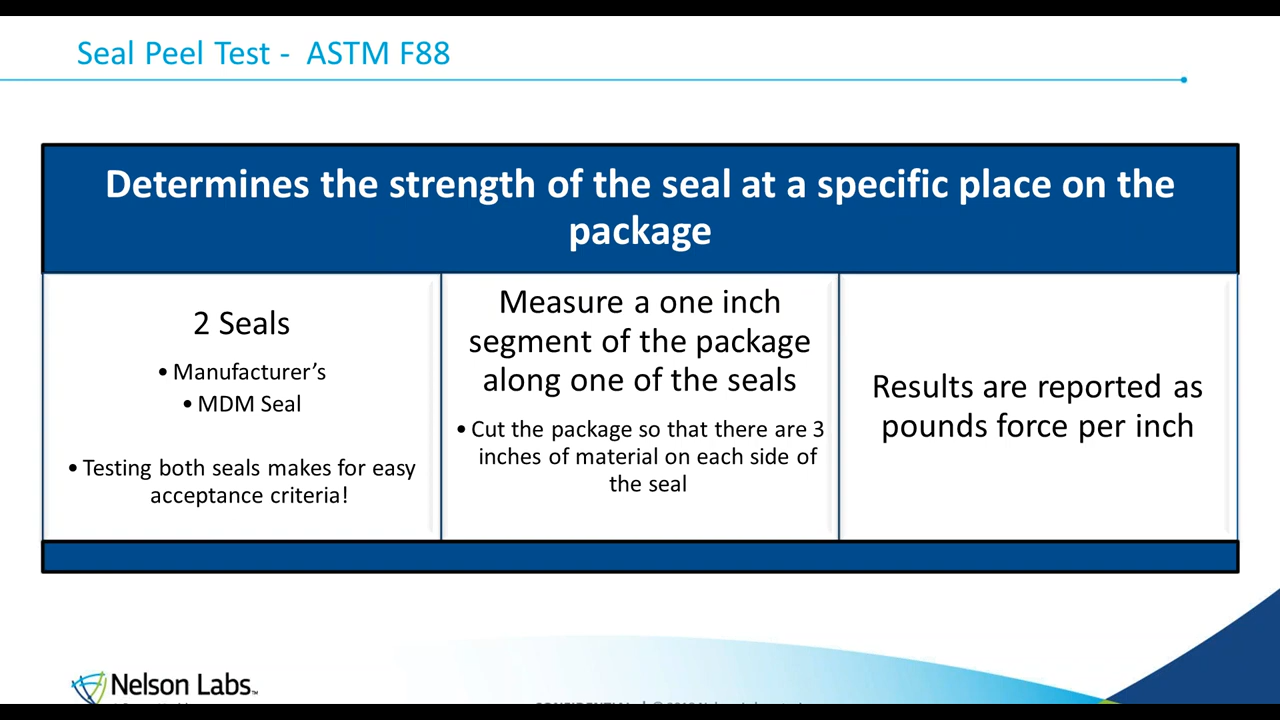 Seal Peel Test -  ASTM F88
Determines the strength of the seal at a specific place on the
package
2 Seals
• Manufacturer's
• MDM Seal
• Testing both seals makes for easy
acceptance criteria!
Measure a one inch
segment of the package
along one of the seals
• Cut the package so that there are 3
inches of material on each side of
the seal
Results are reported as
pounds force per inch
Nelson Labs™